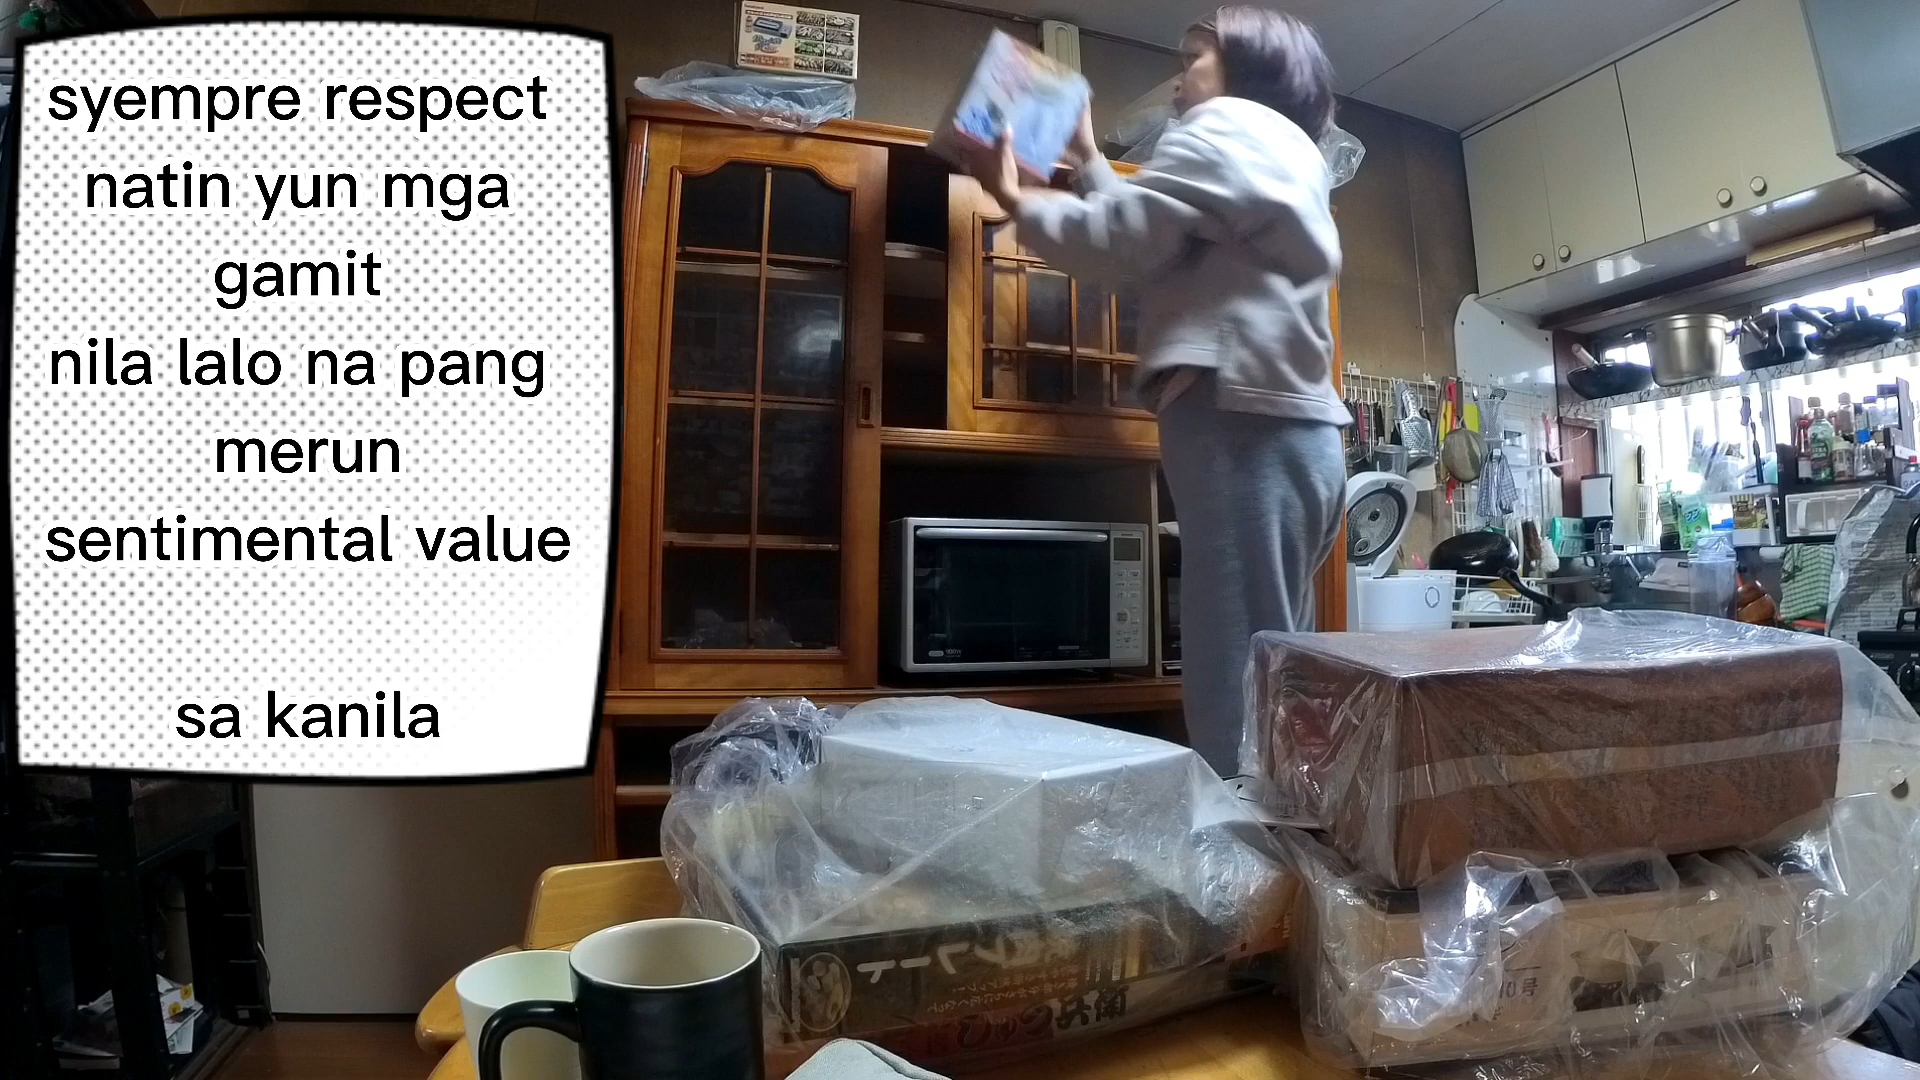 syempre respect
natin yun mga
gamit
nila lalo na pang
merun
sentimental value
sa kanila